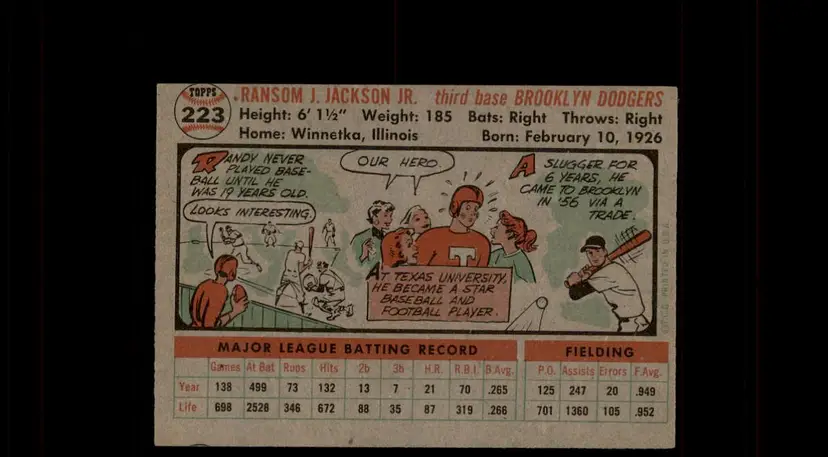 TOPPS
223
RANSOM J. JACKSON JR. third base BROOKLYN DODGERS
Height: 6' 1½" Weight: 185 Bats: Right Throws: Right
Home: Winnetka, Illinois Born: February 10, 1926
RANDY NEVER
PLAYED BASE-
BALL UNTIL HE
WAS 19 YEARS OLD.
LOOKS INTERESTING.
OUR HERO.
T
AT TEXAS UNIVERSITY,
HE BECAME A STAR
BASEBALL AND
FOOTBALL PLAYER.
A SLUGGER FOR
6 YEARS, HE
CAME TO BROOKLYN
IN '56 VIA A
TRADE.
PRINTED IN U.S.A.
MAJOR LEAGUE BATTING RECORD FIELDING
Games At Bat Runs Hits 2b 3b H.R. R.B.I. B.Avg. P.O. Assists Errors F.Avg.
Year 138 499 73 132 13 7 21 70 .265 125 247 20 .949
Life 698 2528 346 672 88 35 87 319 .266 701 1360 105 .952